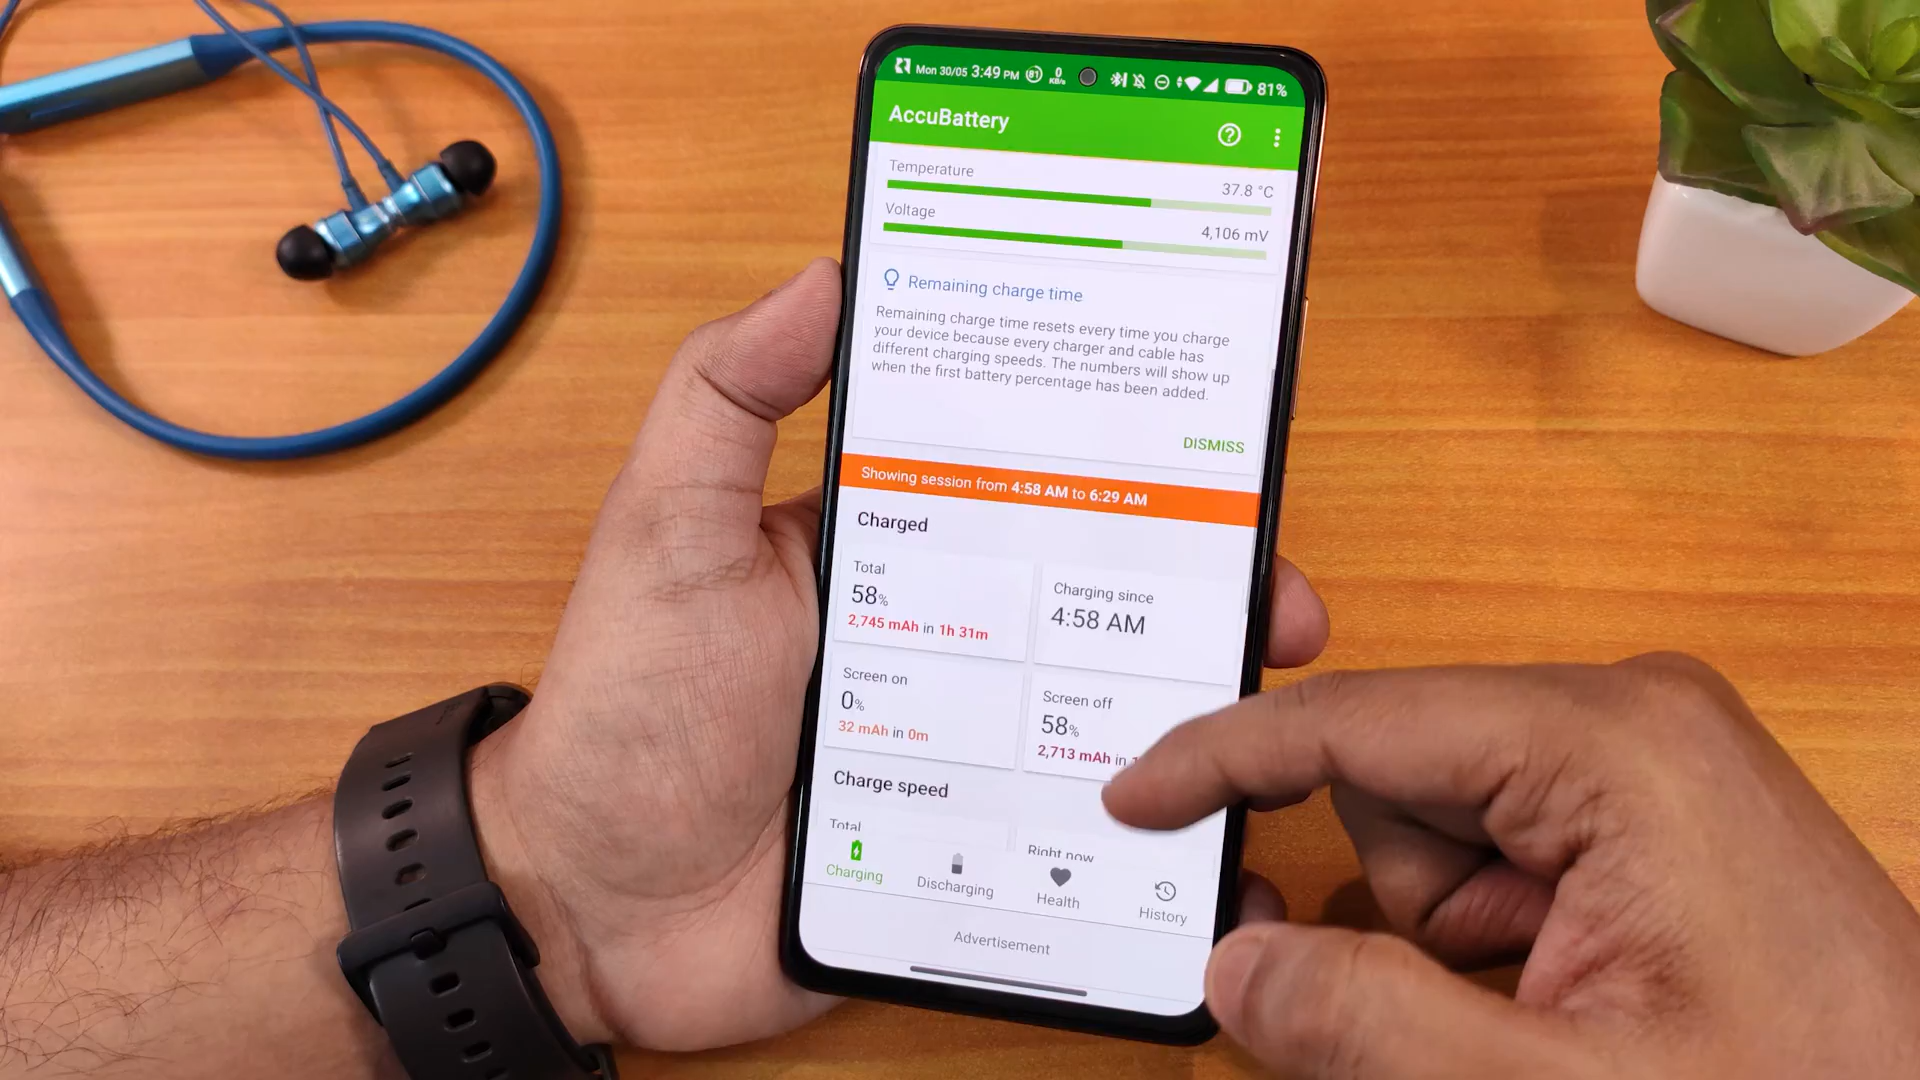 Mon 30/05 3:49 PM 81 0 KB/s 81%
AccuBattery
Temperature
37.8 °C
Voltage
4,106 mV
Remaining charge time
Remaining charge time resets every time you charge
your device because every charger and cable has
different charging speeds. The numbers will show up
when the first battery percentage has been added.
DISMISS
Showing session from 4:58 AM to 6:29 AM
Charged
Total
58%
2,745 mAh in 1h 31m
Charging since
4:58 AM
Screen on
0%
32 mAh in 0m
Screen off
58%
2,713 mAh in
Charge speed
Total
Right now
Charging
Discharging
Health
History
Advertisement